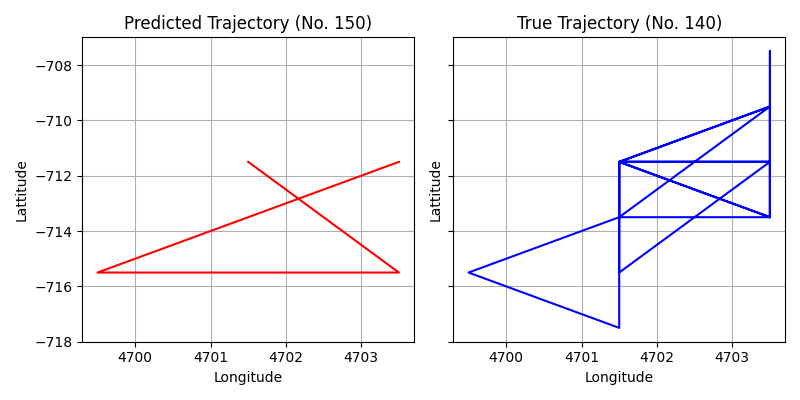 Predicted Trajectory (No. 150)
True Trajectory (No. 140)
−708
−710
−712
−714
−716
−718
Lattitude
Lattitude
4700 4701 4702 4703
4700 4701 4702 4703
Longitude
Longitude